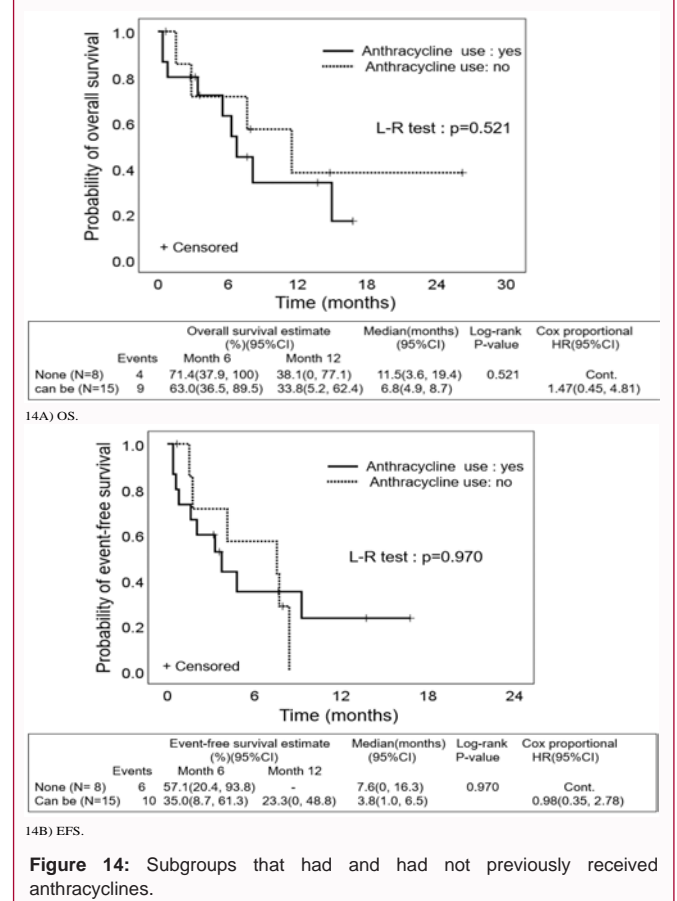 1.0
0.8
0.6
0.4
0.2
0.0
Probability of overall survival
Anthracycline use : yes
Anthracycline use: no
L-R test : p=0.521
+ Censored
0 6 12 18 24 30
Time (months)
Overall survival estimate Median(months) Log-rank Cox proportional
(%)(95%CI) (95%CI) P-value HR(95%CI)
Events Month 6 Month 12
None (N=8) 4 71.4(37.9, 100) 38.1(0, 77.1) 11.5(3.6, 19.4) 0.521 Cont.
can be (N=15) 9 63.0(36.5, 89.5) 33.8(5.2, 62.4) 6.8(4.9, 8.7) 1.47(0.45, 4.81)
14A) OS.
1.0
0.8
0.6
0.4
0.2
0.0
Probability of event-free survival
Anthracycline use : yes
Anthracycline use: no
L-R test : p=0.970
+ Censored
0 6 12 18 24
Time (months)
Event-free survival estimate Median(months) Log-rank Cox proportional
(%)(95%CI) (95%CI) P-value HR(95%CI)
Events Month 6 Month 12
None (N= 8) 6 57.1(20.4, 93.8) - 7.6(0, 16.3) 0.970 Cont.
Can be (N=15) 10 35.0(8.7, 61.3) 23.3(0, 48.8) 3.8(1.0, 6.5) 0.98(0.35, 2.78)
14B) EFS.
Figure 14: Subgroups that had and had not previously received
anthracyclines.